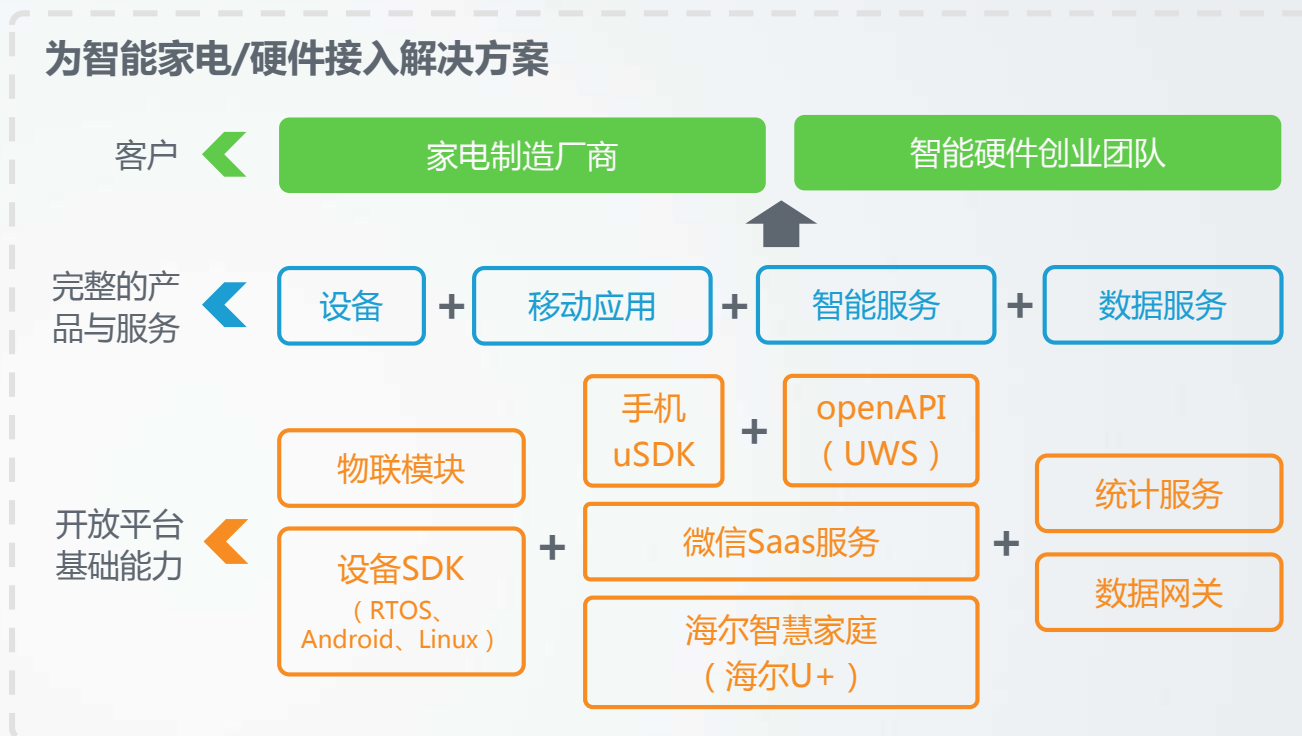 为智能家电/硬件接入解决方案
客户
家电制造厂商
智能硬件创业团队
完整的产
品与服务
设备
+
移动应用
+
智能服务
+
数据服务
开放平台
基础能力
物联模块
设备SDK
（RTOS、
Android、Linux）
+
手机
uSDK
+
openAPI
（UWS）
微信Saas服务
海尔智慧家庭
（海尔U+）
+
统计服务
数据网关